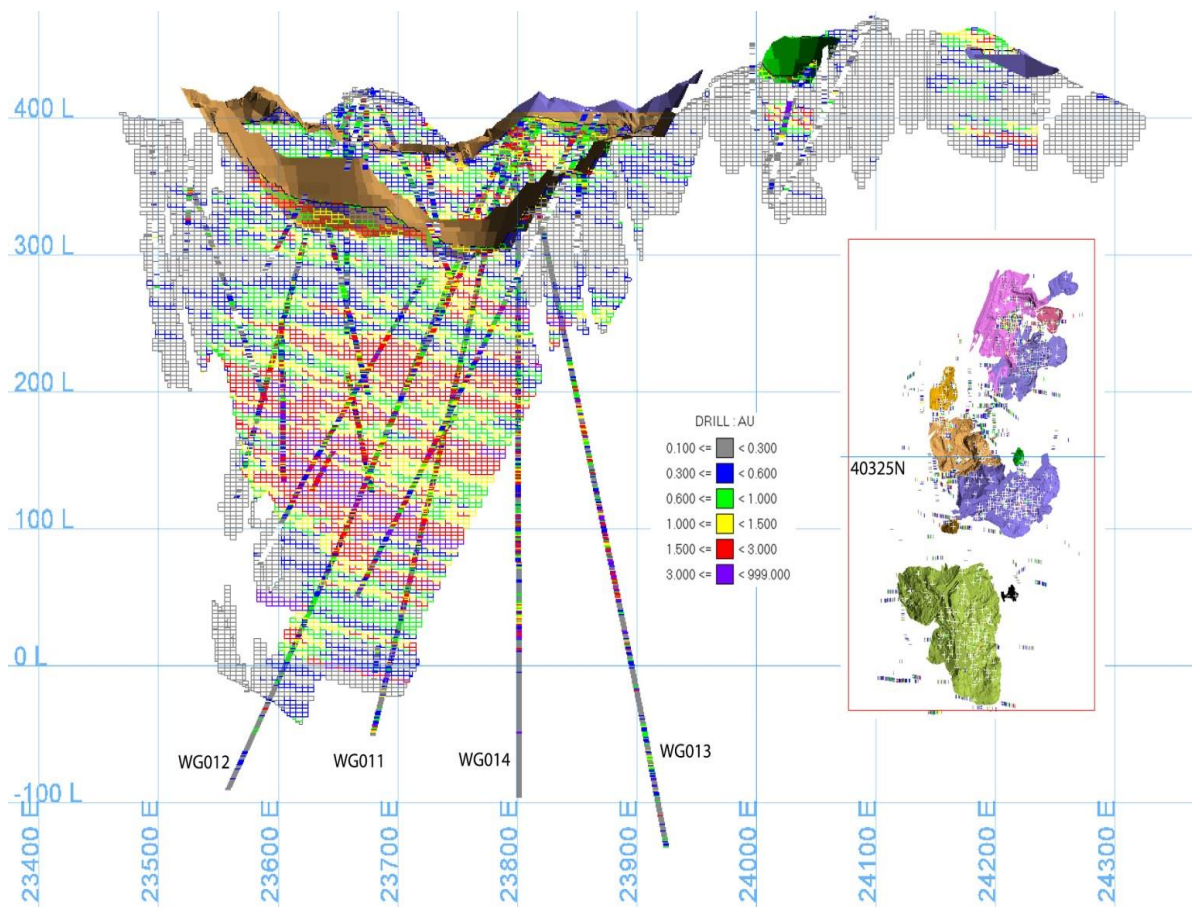 400 L
300 L
200 L
100 L
0 L
-100 L
DRILL : AU
0.100 <= < 0.300
0.300 <= < 0.600
0.600 <= < 1.000
1.000 <= < 1.500
1.500 <= < 3.000
3.000 <= < 999.000
40325N
WG012
WG011
WG014
WG013
23400 E
23500 E
23600 E
23700 E
23800 E
23900 E
24000 E
24100 E
24200 E
24300 E